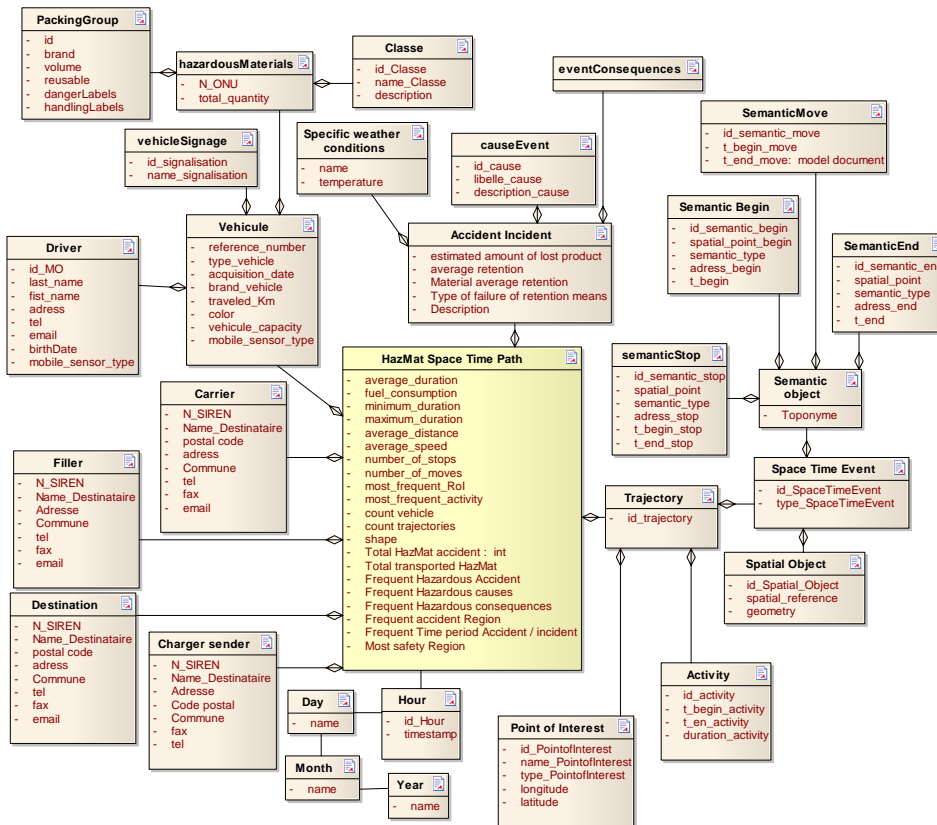 PackingGroup
- id
- brand
- volume
- reusable
- dangerLabels
- handlingLabels
hazardousMaterials
- N_ONU
- total_quantity
Classe
- id_Classe
- name_Classe
- description
eventConsequences
SemanticMove
- id_semantic_move
- t_begin_move
- t_end_move: model document
vehicleSignage
- id_signalisation
- name_signalisation
Specific weather
conditions
- name
- temperature
causeEvent
- id_cause
- libelle_cause
- description_cause
Semantic Begin
- id_semantic_begin
- spatial_point_begin
- semantic_type
- adress_begin
- t_begin
SemanticEnd
- id_semantic_en
- spatial_point
- semantic_type
- adress_end
- t_end
Driver
- id_MO
- last_name
- fist_name
- adress
- tel
- email
- birthDate
- mobile_sensor_type
Vehicule
- reference_number
- type_vehicle
- acquisition_date
- brand_vehicle
- traveled_Km
- color
- vehicule_capacity
- mobile_sensor_type
Accident Incident
- estimated amount of lost product
- average retention
- Material average retention
- Type of failure of retention means
- Description
HazMat Space Time Path
- average_duration
- fuel_consumption
- minimum_duration
- maximum_duration
- average_distance
- average_speed
- number_of_stops
- number_of_moves
- most_frequent_RoI
- most_frequent_activity
- count vehicle
- count trajectories
- shape
- Total HazMat accident : int
- Total transported HazMat
- Frequent Hazardous Accident
- Frequent Hazardous causes
- Frequent Hazardous consequences
- Frequent accident Region
- Frequent Time period Accident / incident
- Most safety Region
semanticStop
- id_semantic_stop
- spatial_point
- semantic_type
- adress_stop
- t_begin_stop
- t_end_stop
Semantic
object
- Toponyme
Carrier
- N_SIREN
- Name_Destinataire
- postal code
- adress
- Commune
- tel
- fax
- email
Filler
- N_SIREN
- Name_Destinataire
- Adresse
- Commune
- tel
- fax
- email
Trajectory
- id_trajectory
Space Time Event
- id_SpaceTimeEvent
- type_SpaceTimeEvent
Spatial Object
- id_Spatial_Object
- spatial_reference
- geometry
Destination
- N_SIREN
- Name_Destinataire
- postal code
- adress
- Commune
- tel
- fax
- email
Charger sender
- N_SIREN
- Name_Destinataire
- Adresse
- Code postal
- Commune
- fax
- tel
Day
- name
Hour
- id_Hour
- timestamp
Month
- name
Year
- name
Point of Interest
- id_PointofInterest
- name_PointofInterest
- type_PointofInterest
- longitude
- latitude
Activity
- id_activity
- t_begin_activity
- t_en_activity
- duration_activity